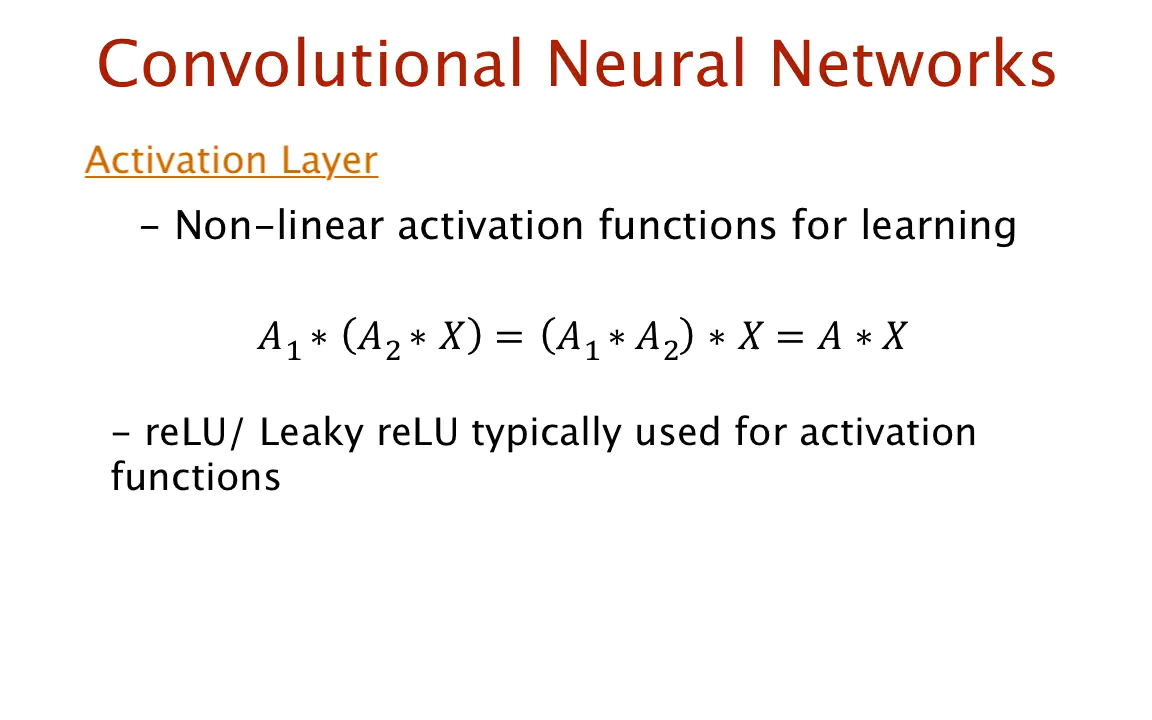 Convolutional Neural Networks
Activation Layer
– Non–linear activation functions for learning
A₁ ∗ (A₂ ∗ X) = (A₁ ∗ A₂) ∗ X = A ∗ X
– reLU/ Leaky reLU typically used for activation
functions